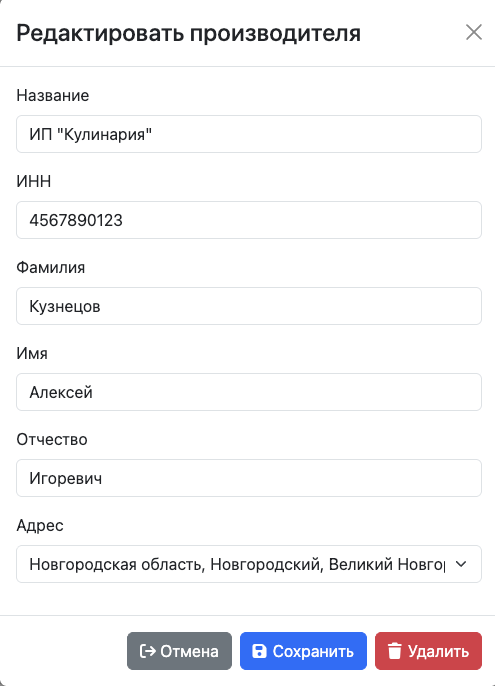 Редактировать производителя
Название
ИП "Кулинария"
ИНН
4567890123
Фамилия
Кузнецов
Имя
Алексей
Отчество
Игоревич
Адрес
Новгородская область, Новгородский, Великий
Отмена Сохранить Удалить